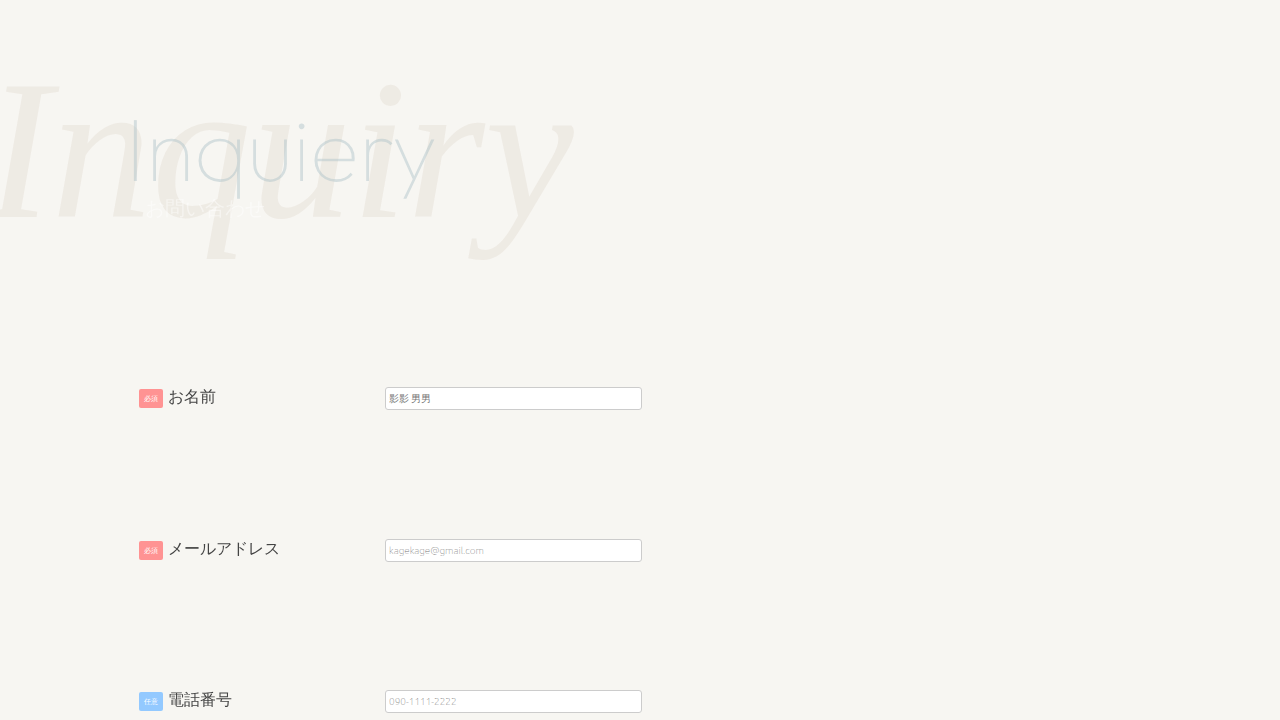 Inquiry
Inquiery
お問い合わせ
必須 お名前
影影 男男
必須 メールアドレス
kagekage@gmail.com
任意 電話番号
090-1111-2222